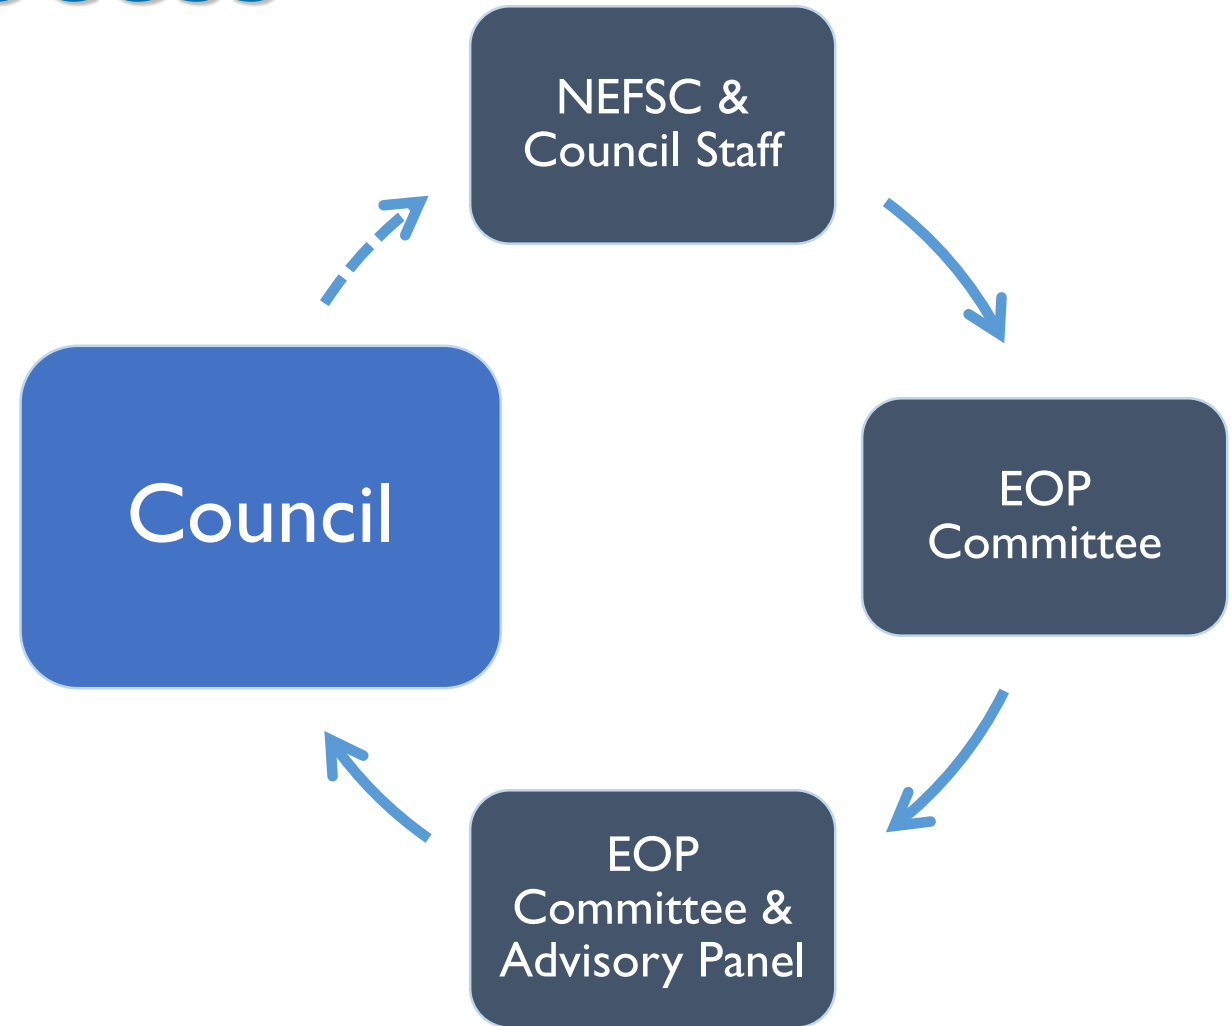 NEFSC &
Council Staff
Council
EOP
Committee
EOP
Committee &
Advisory Panel